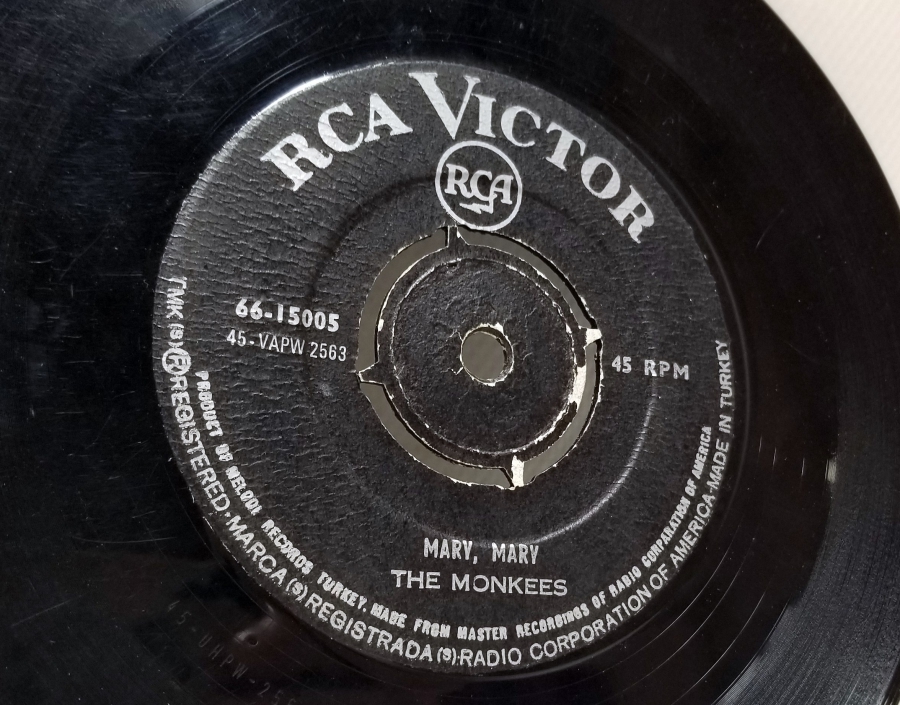 RCA VICTOR
RCA
66-15005
45-VAPW 2563
45 RPM
MARY, MARY
THE MONKEES
PRODUCT OF MELODİ RECORDS TURKEY. MADE FROM MASTER RECORDINGS OF RADIO CORPARATION OF AMERICA
TMK (S) ® REGISTERED·MARCA(S) REGISTRADA(S)·RADIO CORPORATION OF AMERICA-MADE IN TURKEY